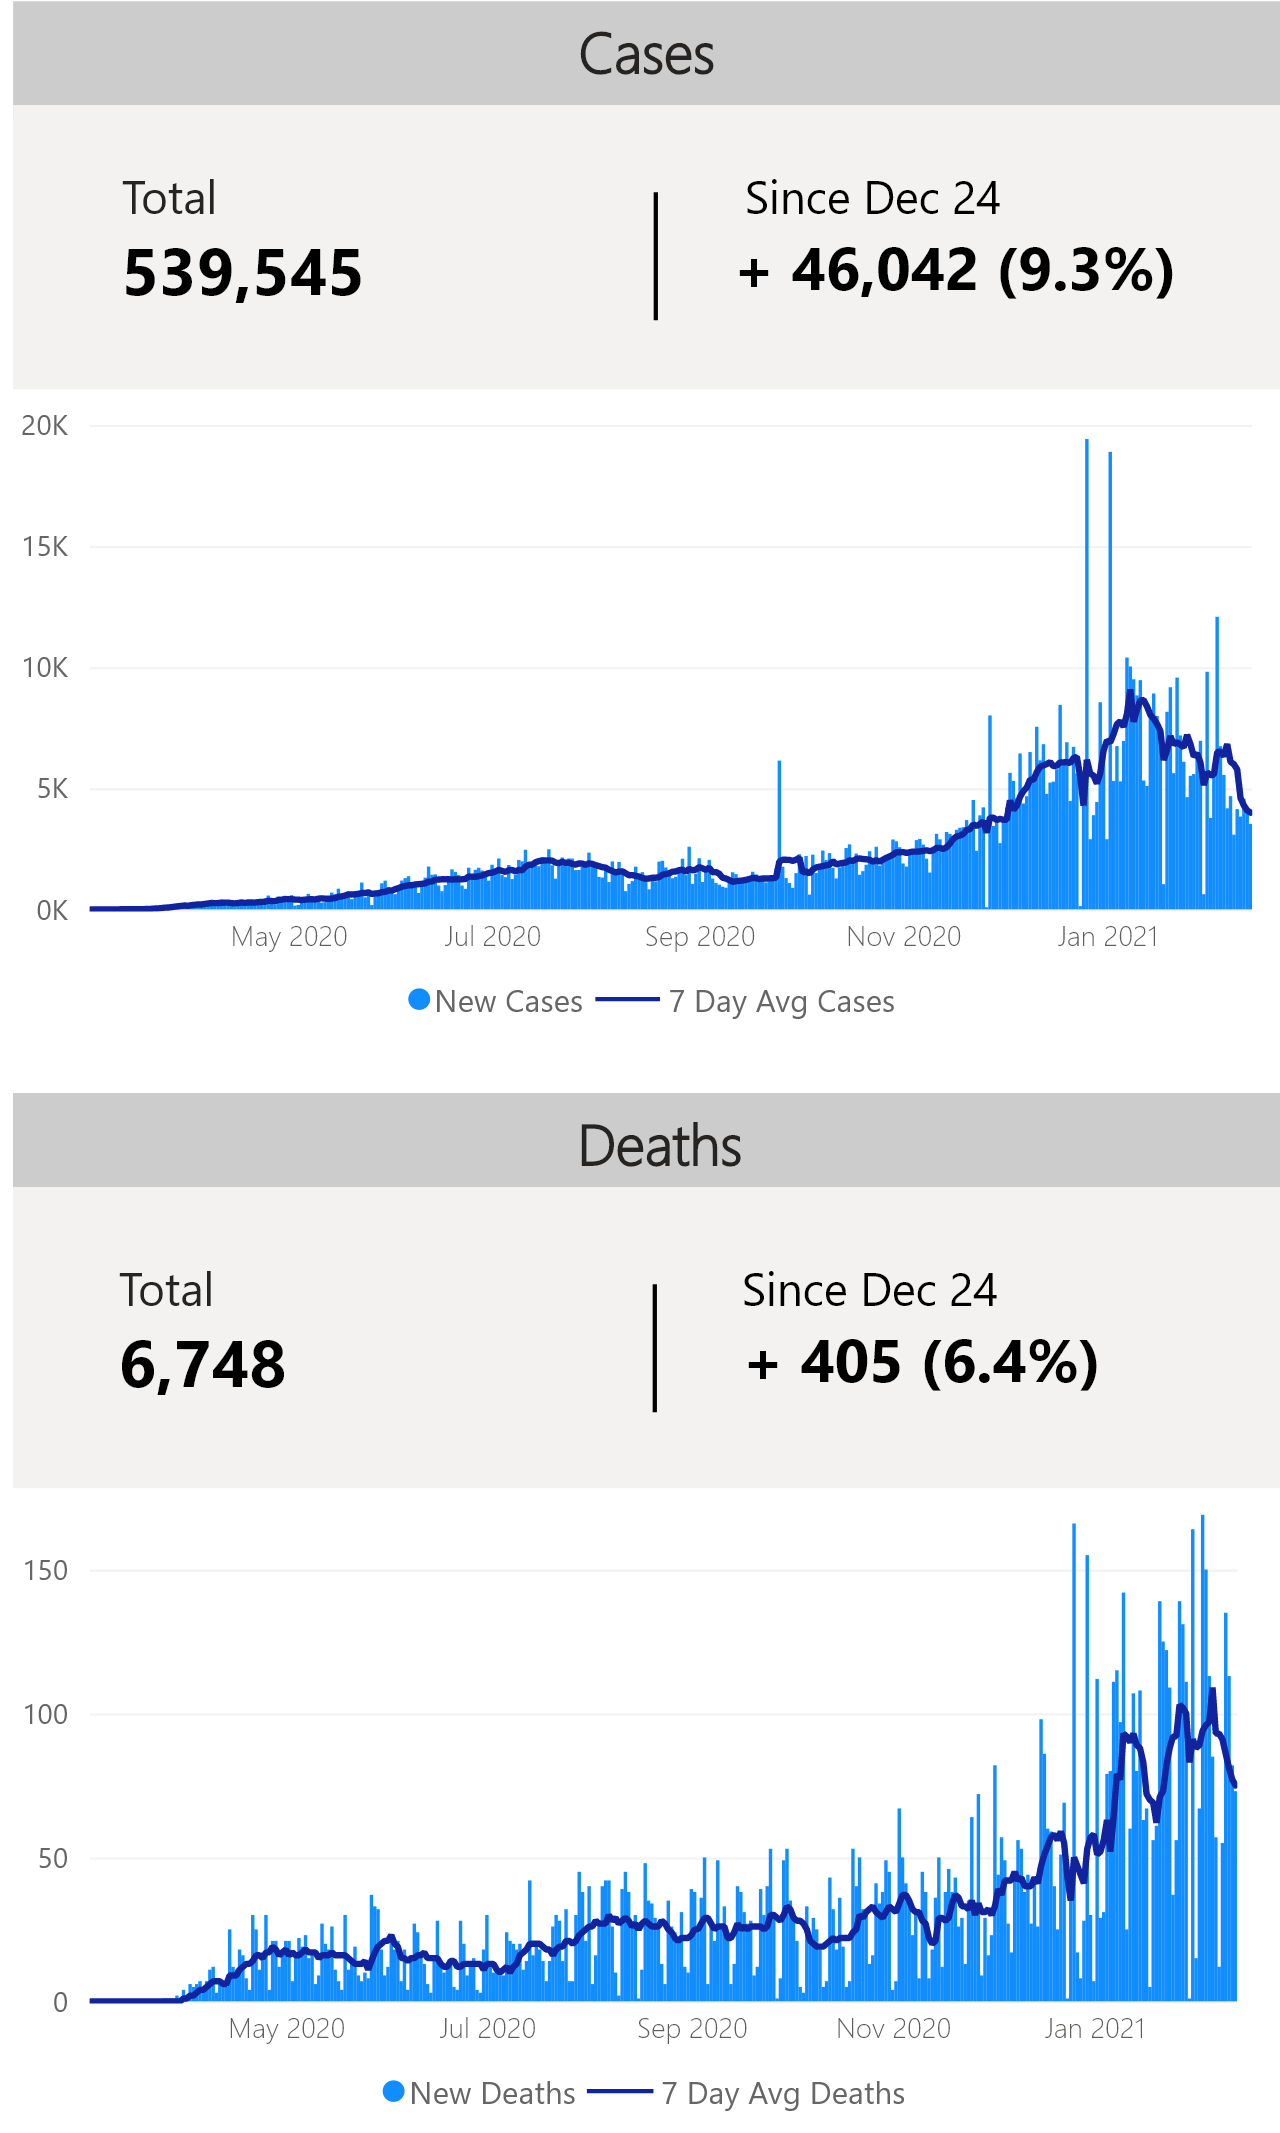 Cases
Total
Since Dec 24
539,545
+ 46,042 (9.3%)
20K
15K
10K
5K
0K
May 2020
Jul 2020
Sep 2020
Nov 2020
Jan 2021
New Cases
7 Day Avg Cases
Deaths
Total
Since Dec 24
6,748
+ 405 (6.4%)
150
100
50
0
May 2020
Jul 2020
Sep 2020
Nov 2020
Jan 2021
New Deaths
7 Day Avg Deaths